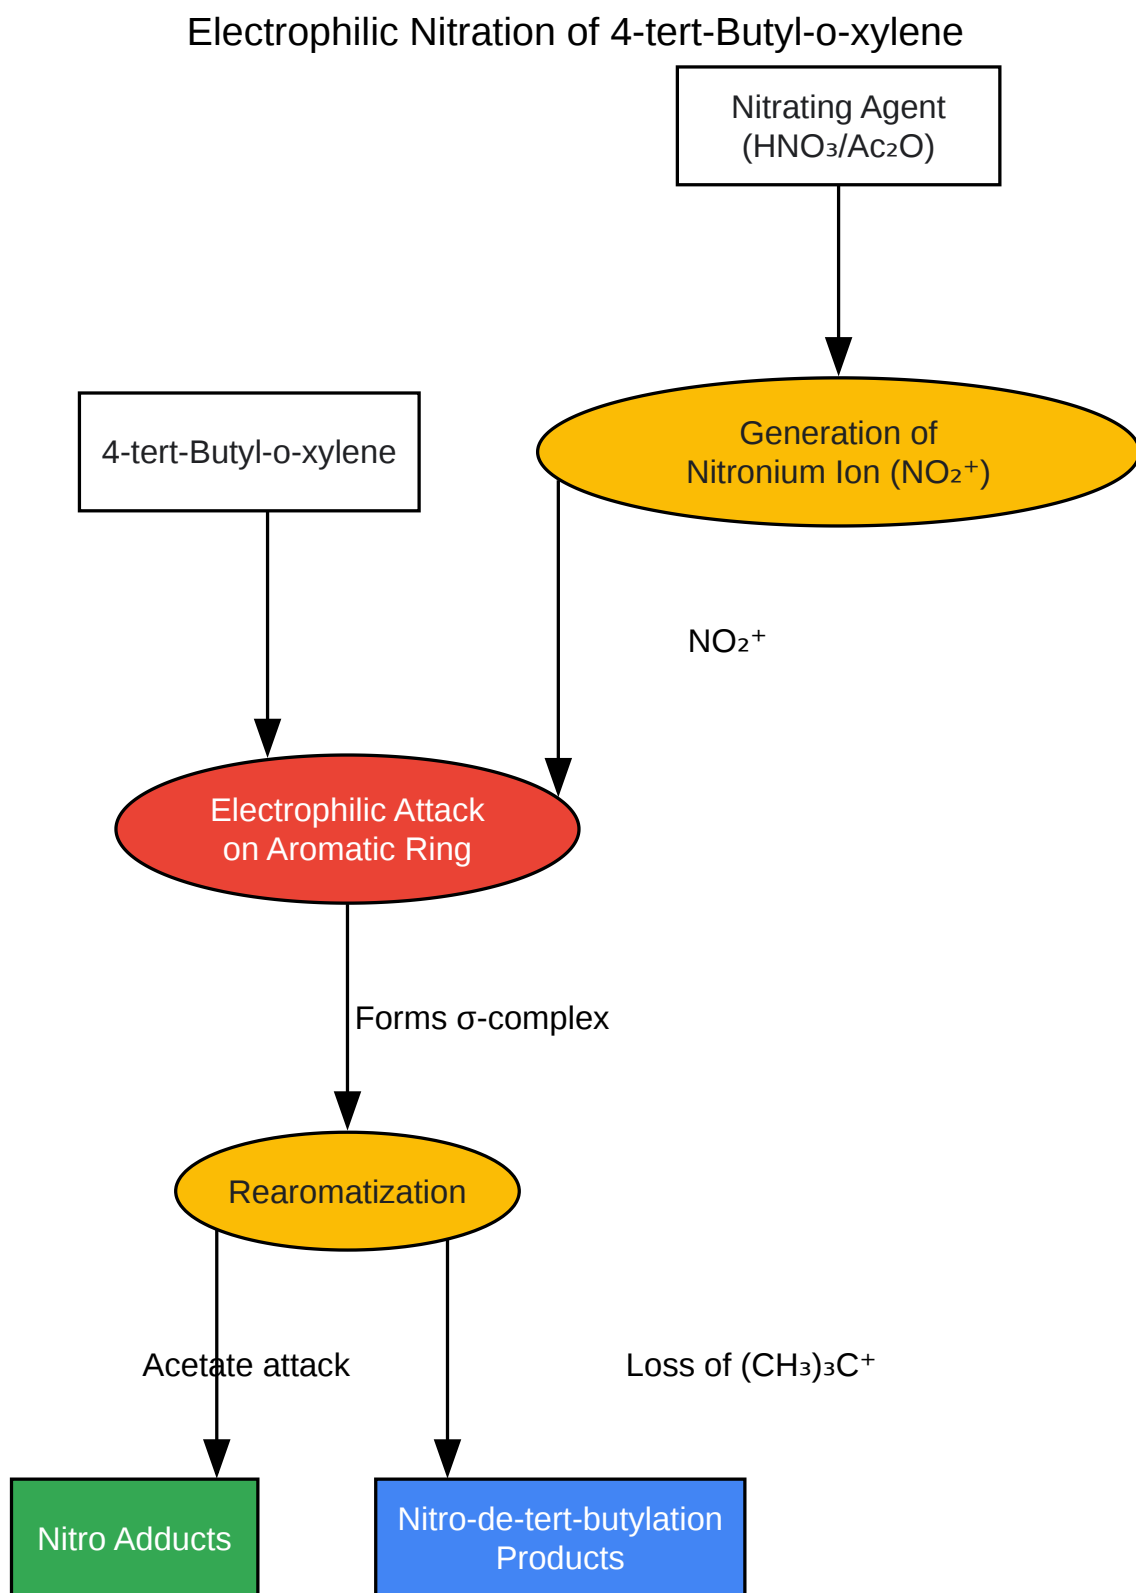 Electrophilic Nitration of 4-tert-Butyl-o-xylene
Nitrating Agent
(HNO₃/Ac₂O)
4-tert-Butyl-o-xylene
Generation of
Nitronium Ion (NO₂⁺)
NO₂⁺
Electrophilic Attack
on Aromatic Ring
Forms σ-complex
Rearomatization
Acetate attack
Loss of (CH₃)₃C⁺
Nitro Adducts
Nitro-de-tert-butylation
Products